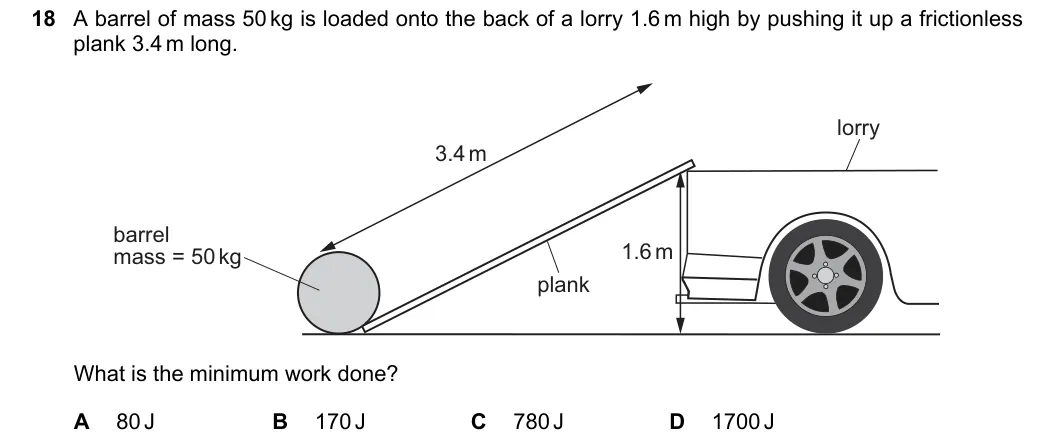 18 A barrel of mass 50 kg is loaded onto the back of a lorry 1.6 m high by pushing it up a frictionless
plank 3.4 m long.
lorry
3.4 m
barrel
mass = 50 kg
1.6 m
plank
What is the minimum work done?
A 80 J B 170 J C 780 J D 1700 J